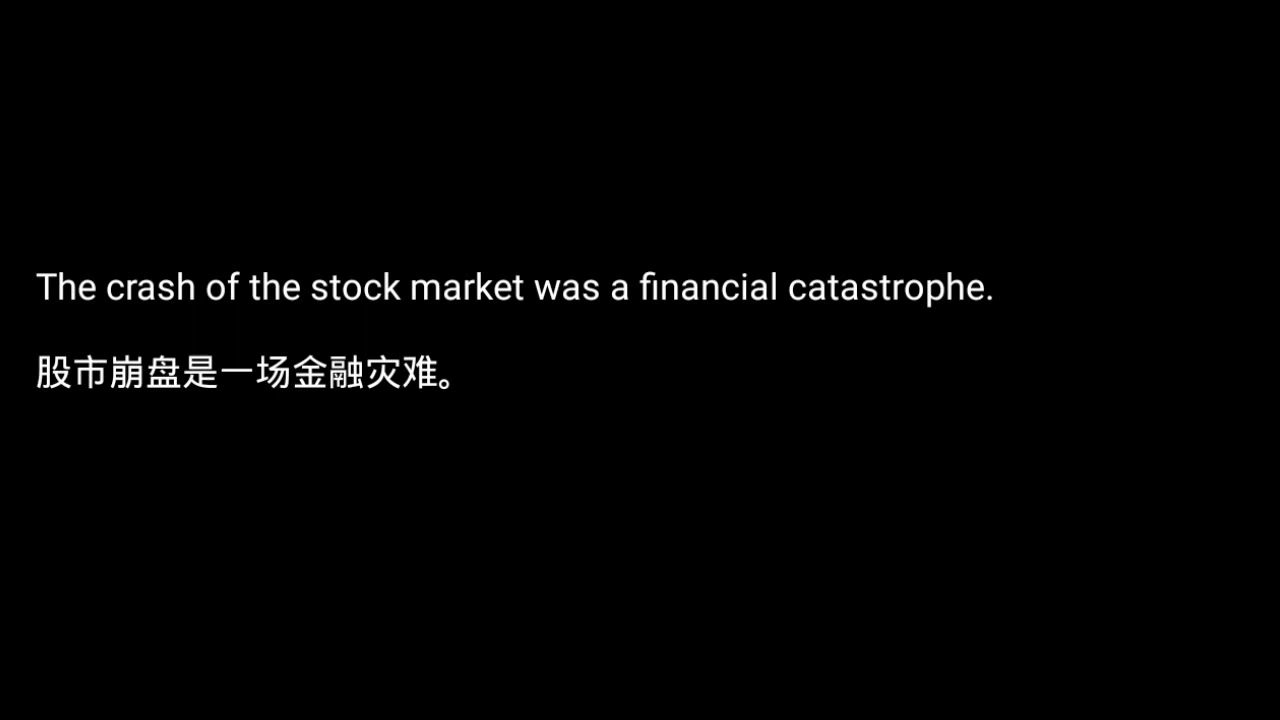 The crash of the stock market was a financial catastrophe.
股市崩盘是一场金融灾难。